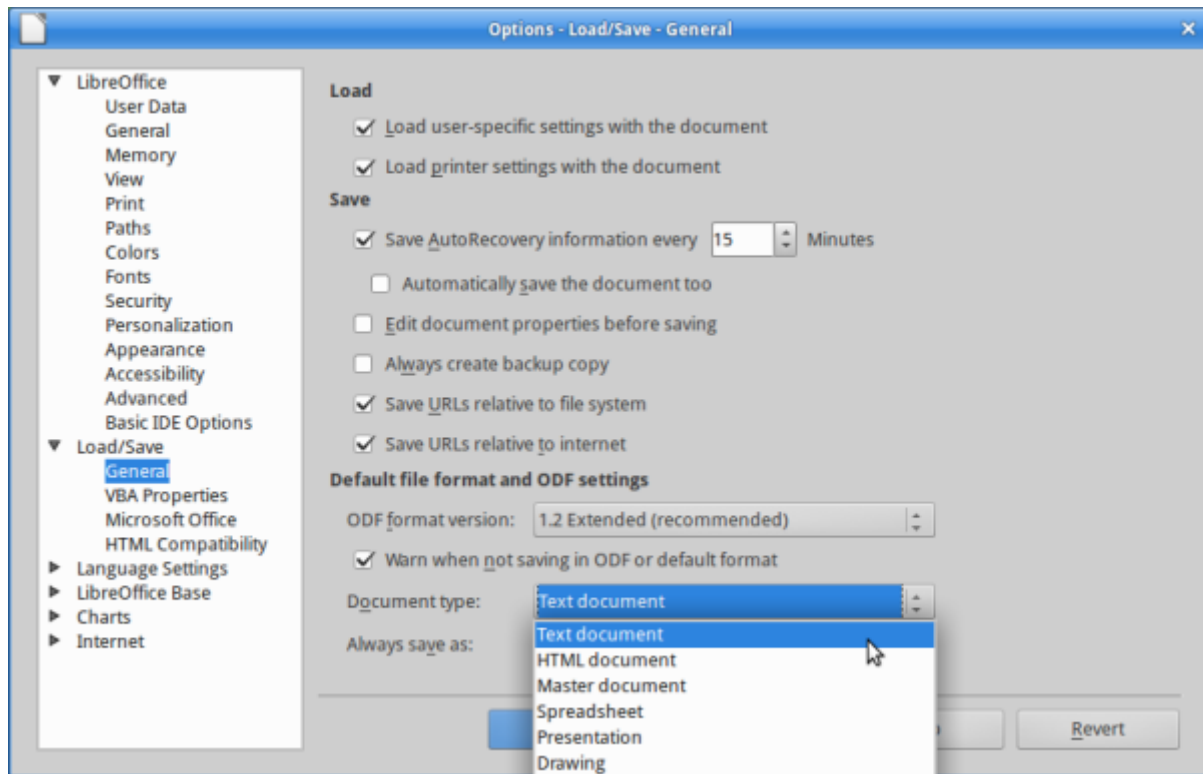 Options - Load/Save - General
LibreOffice
User Data
General
Memory
View
Print
Paths
Colors
Fonts
Security
Personalization
Appearance
Accessibility
Advanced
Basic IDE Options
Load/Save
General
VBA Properties
Microsoft Office
HTML Compatibility
Language Settings
LibreOffice Base
Charts
Internet
Load
Load user-specific settings with the document
Load printer settings with the document
Save
Save AutoRecovery information every 15 Minutes
Automatically save the document too
Edit document properties before saving
Always create backup copy
Save URLs relative to file system
Save URLs relative to internet
Default file format and ODF settings
ODF format version: 1.2 Extended (recommended)
Warn when not saving in ODF or default format
Document type: Text document
Always save as:
Text document
HTML document
Master document
Spreadsheet
Presentation
Drawing
Revert